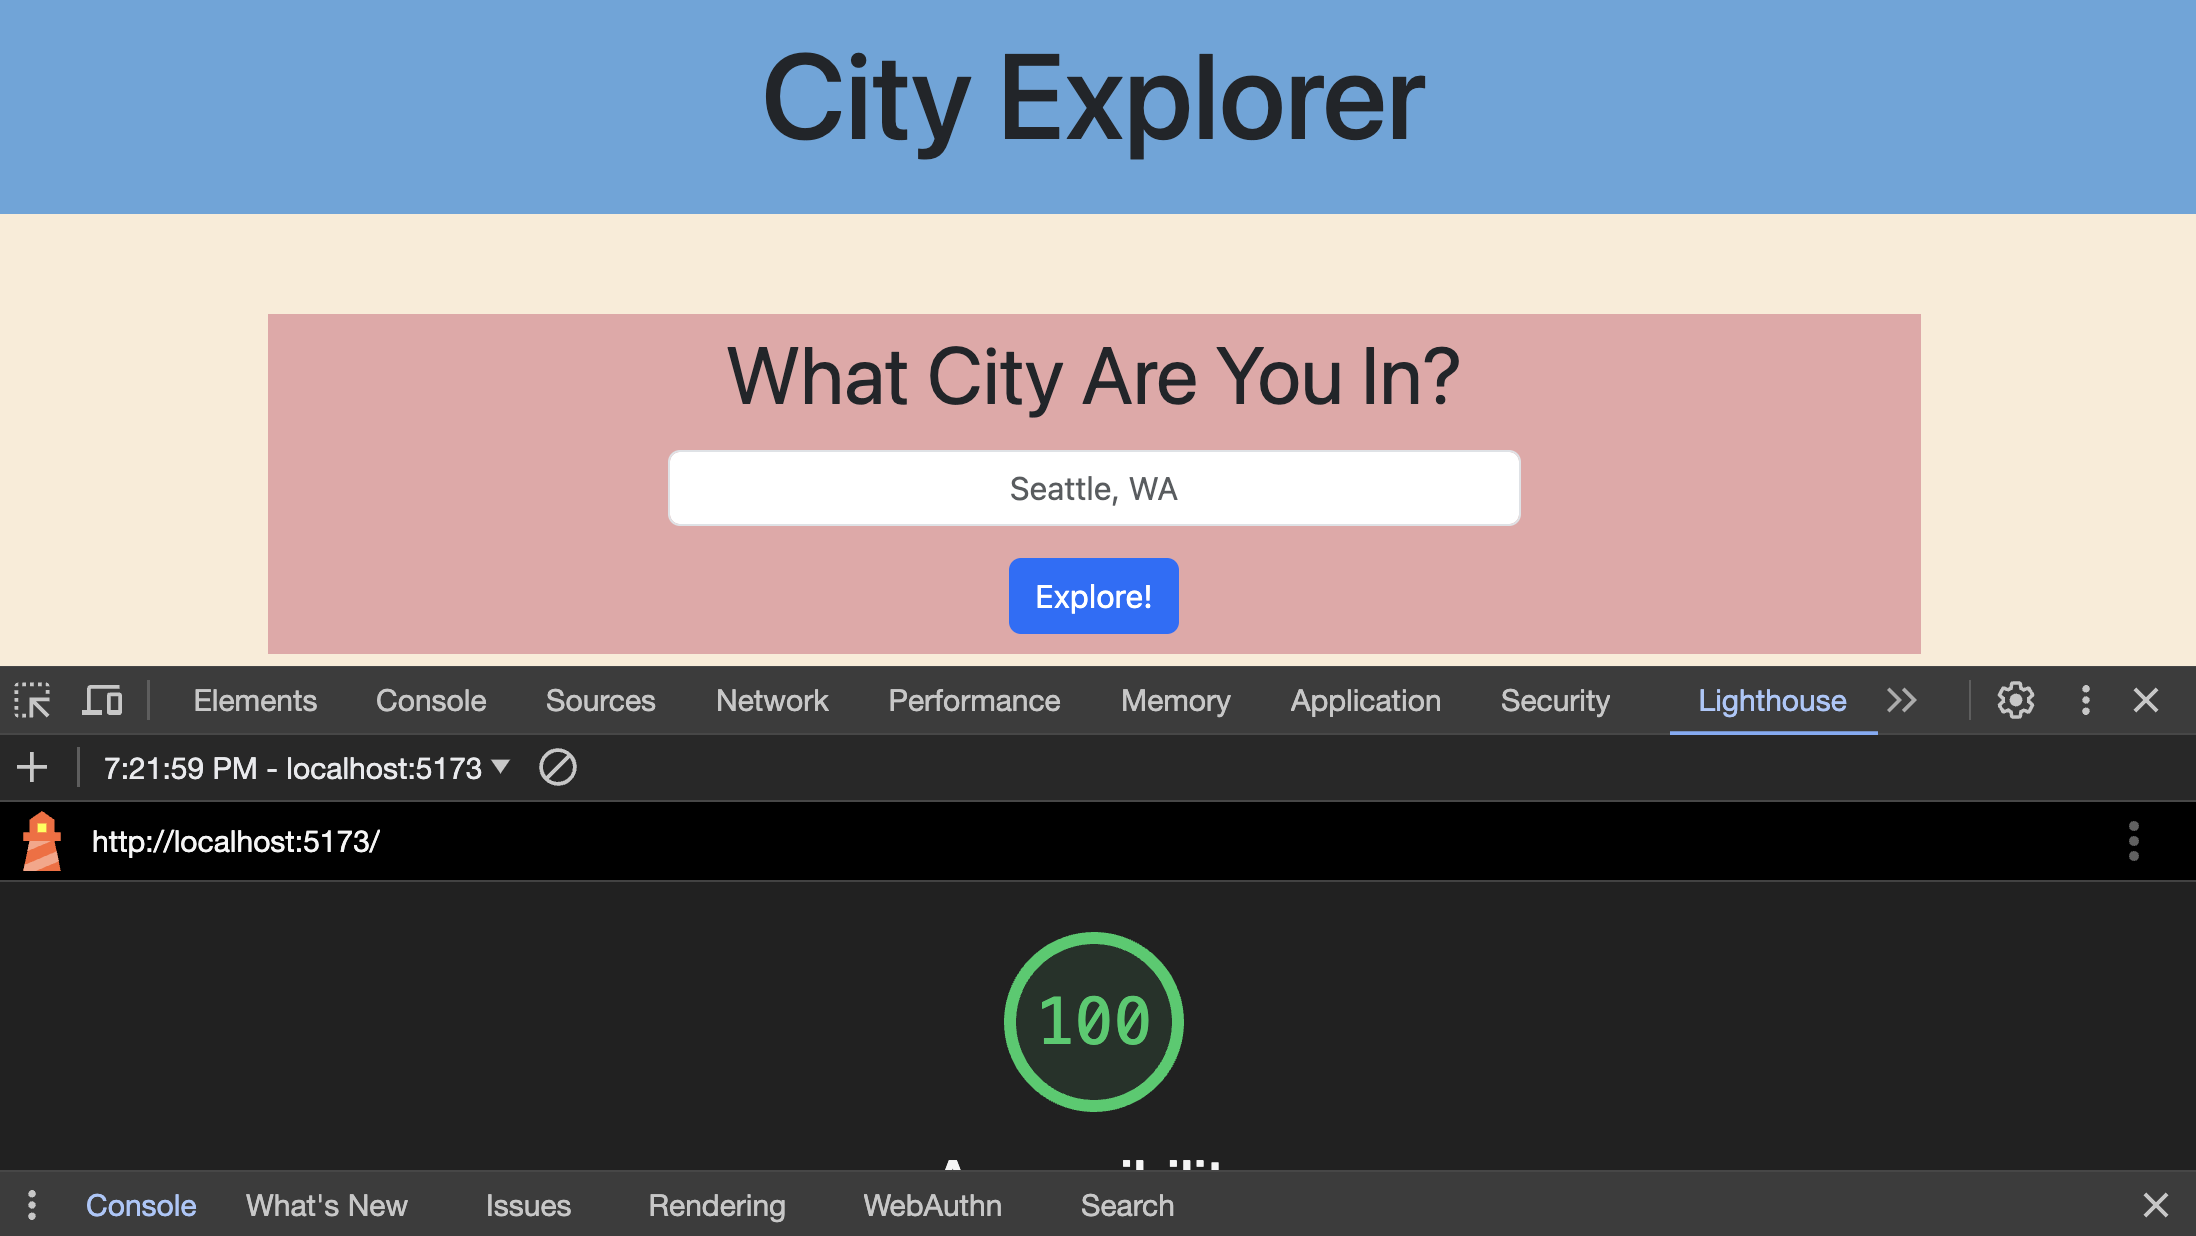 City Explorer
What City Are You In?
Seattle, WA
Explore!
Elements Console Sources Network Performance Memory Application Security Lighthouse
7:21:59 PM - localhost:5173
http://localhost:5173/
100
Console What's New Issues Rendering WebAuthn Search